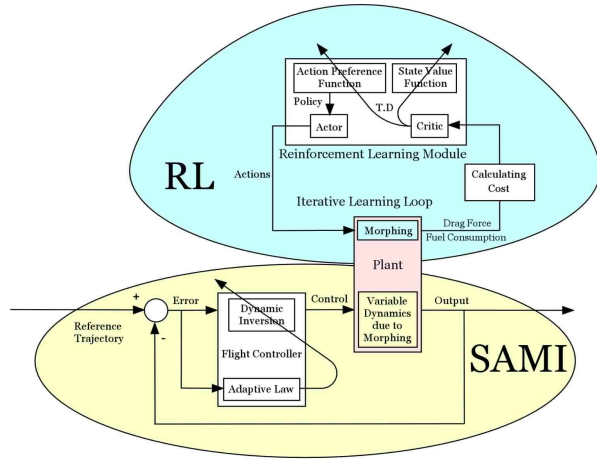 Action Preference
Function
State Value
Function
Policy
T.D
Actor
Critic
Reinforcement Learning Module
RL
Actions
Calculating
Cost
Iterative Learning Loop
Morphing
Drag Force
Fuel Consumption
Plant
+
Error
Control
Output
Reference
Trajectory
-
Dynamic
Inversion
Variable
Dynamics
due to
Morphing
Flight Controller
SAMI
Adaptive Law